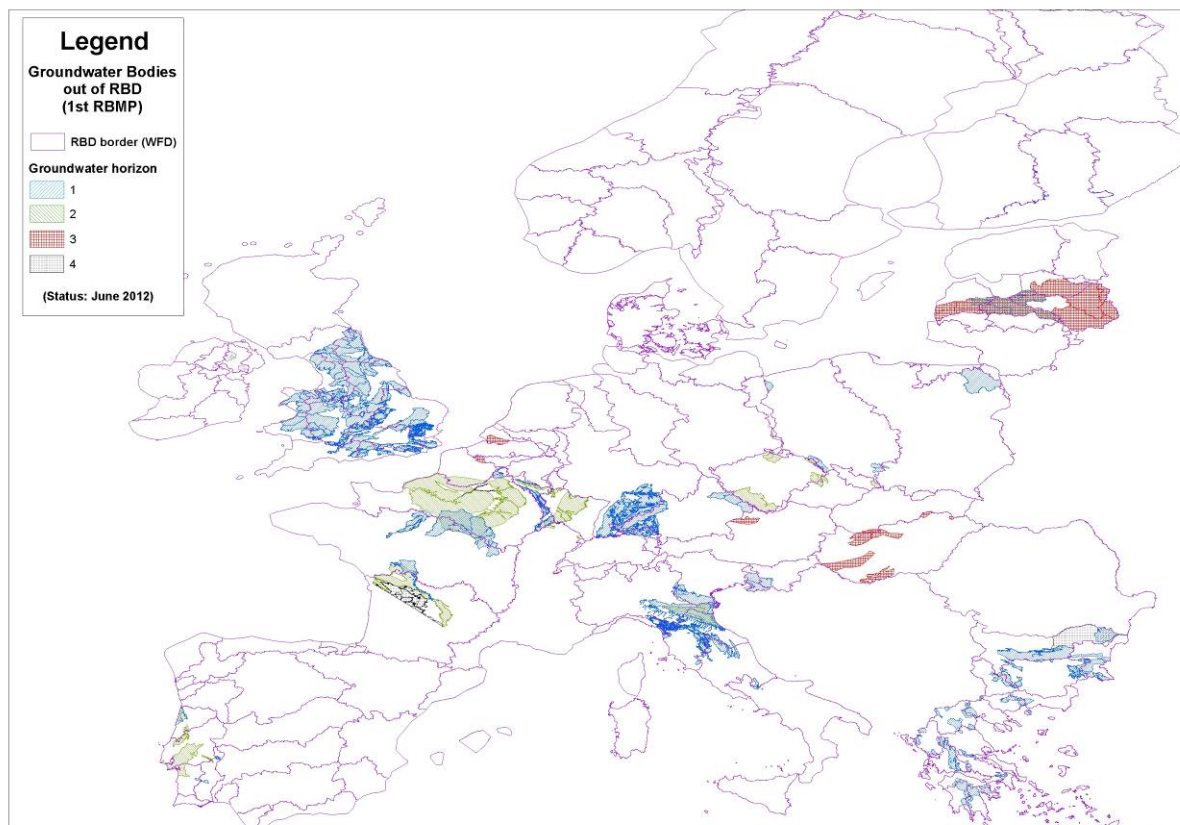 Legend
Groundwater Bodies
out of RBD
(1st RBMP)
RBD border (WFD)
Groundwater horizon
1
2
3
4
(Status: June 2012)